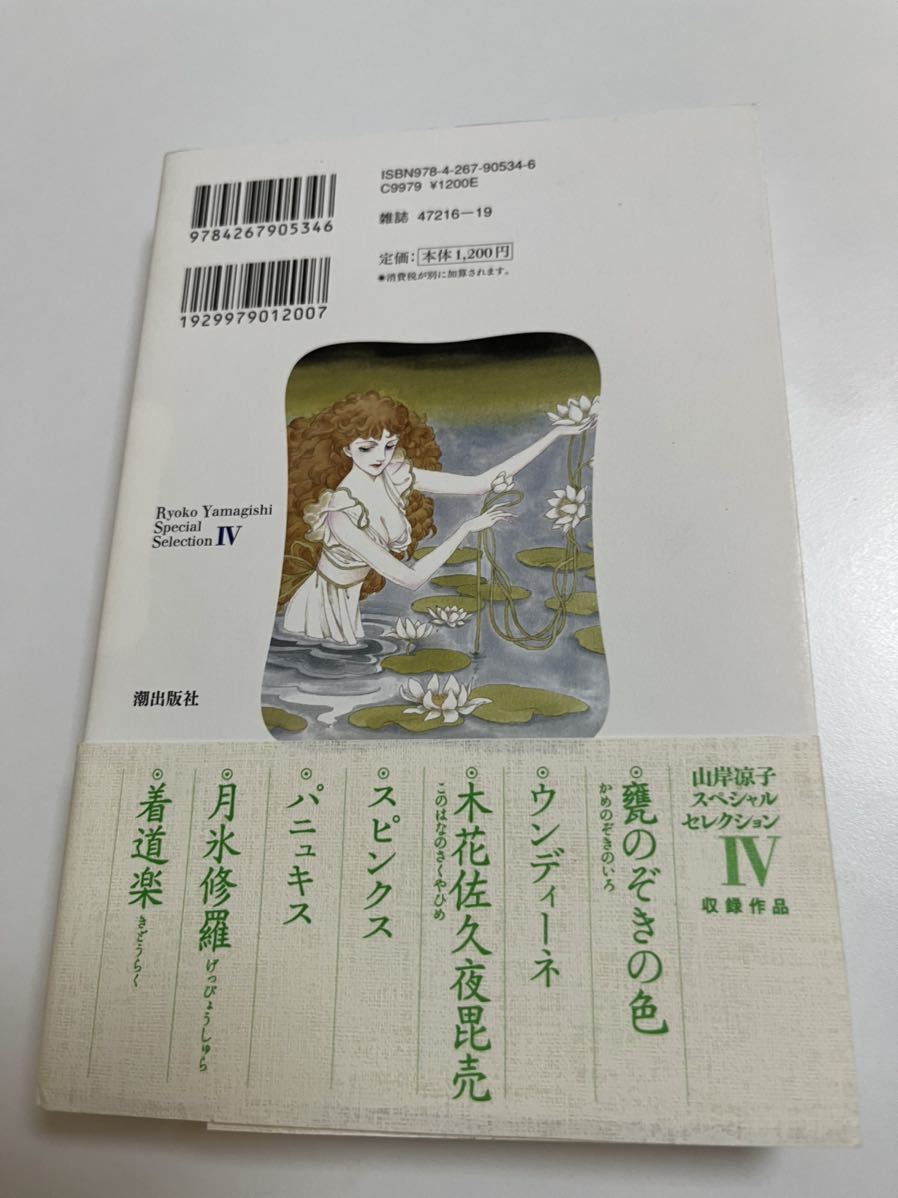 ISBN978-4-267-90534-6
C9979 ¥1200E
雑誌 47216-19
定価：本体1,200円
◉消費税が別に加算されます。
9784267905346
1929979012007
Ryoko Yamagishi
Special
Selection IV
潮出版社
山岸凉子
スペシャル
セレクション
IV
収録作品
◉甕のぞきの色
かめのぞきのいろ
◉ウンディーネ
◉木花佐久夜毘売
このはなのさくやひめ
◉スピンクス
◉パニュキス
◉月氷修羅 げっぴょうしゅら
◉着道楽 きどうらく